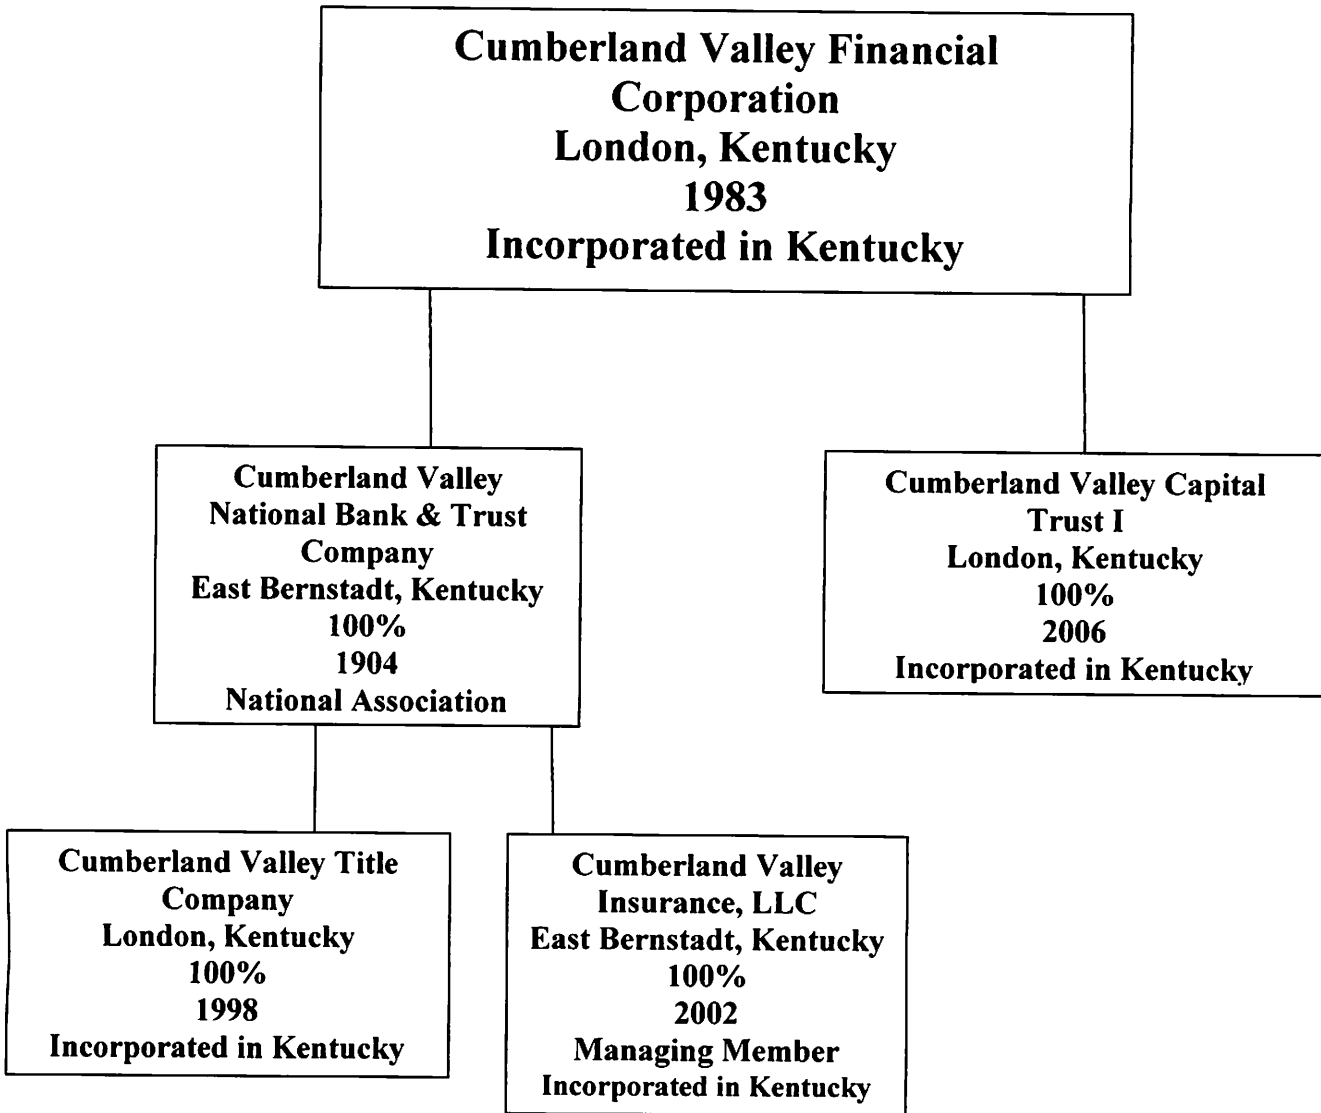 Cumberland Valley Financial
Corporation
London, Kentucky
1983
Incorporated in Kentucky
Cumberland Valley
National Bank & Trust
Company
East Bernstadt, Kentucky
100%
1904
National Association
Cumberland Valley Capital
Trust I
London, Kentucky
100%
2006
Incorporated in Kentucky
Cumberland Valley Title
Company
London, Kentucky
100%
1998
Incorporated in Kentucky
Cumberland Valley
Insurance, LLC
East Bernstadt, Kentucky
100%
2002
Managing Member
Incorporated in Kentucky